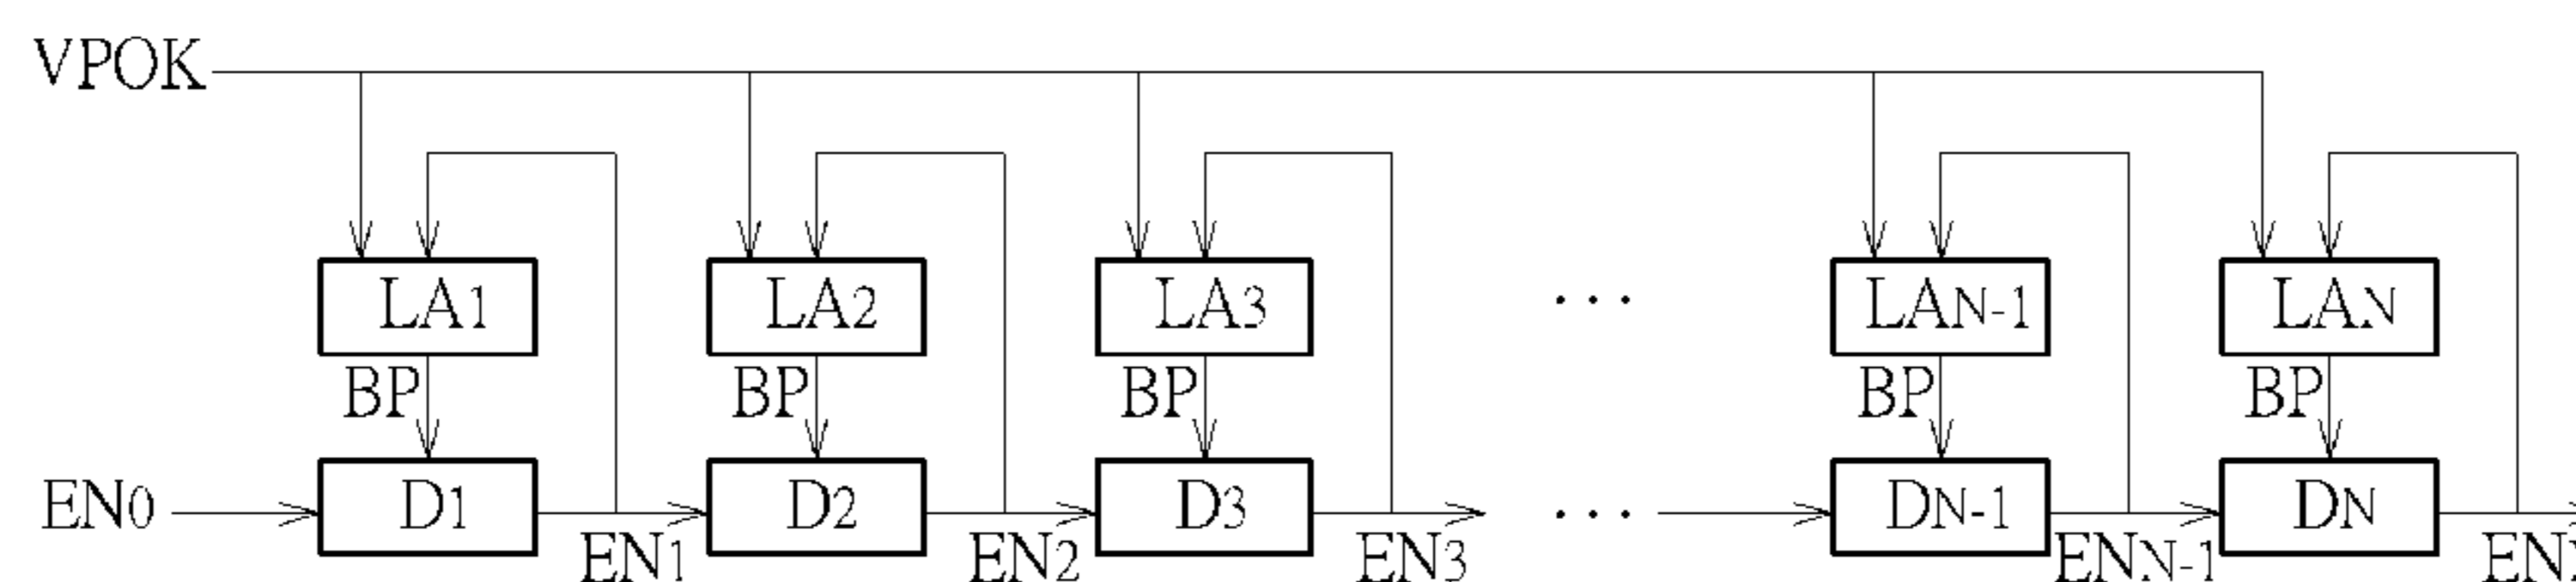 VPOK
LA1 LA2 LA3 ... LAN-1 LAN
BP BP BP BP BP
EN0 D1 D2 D3 ... DN-1 DN
EN1 EN2 EN3 ENN-1